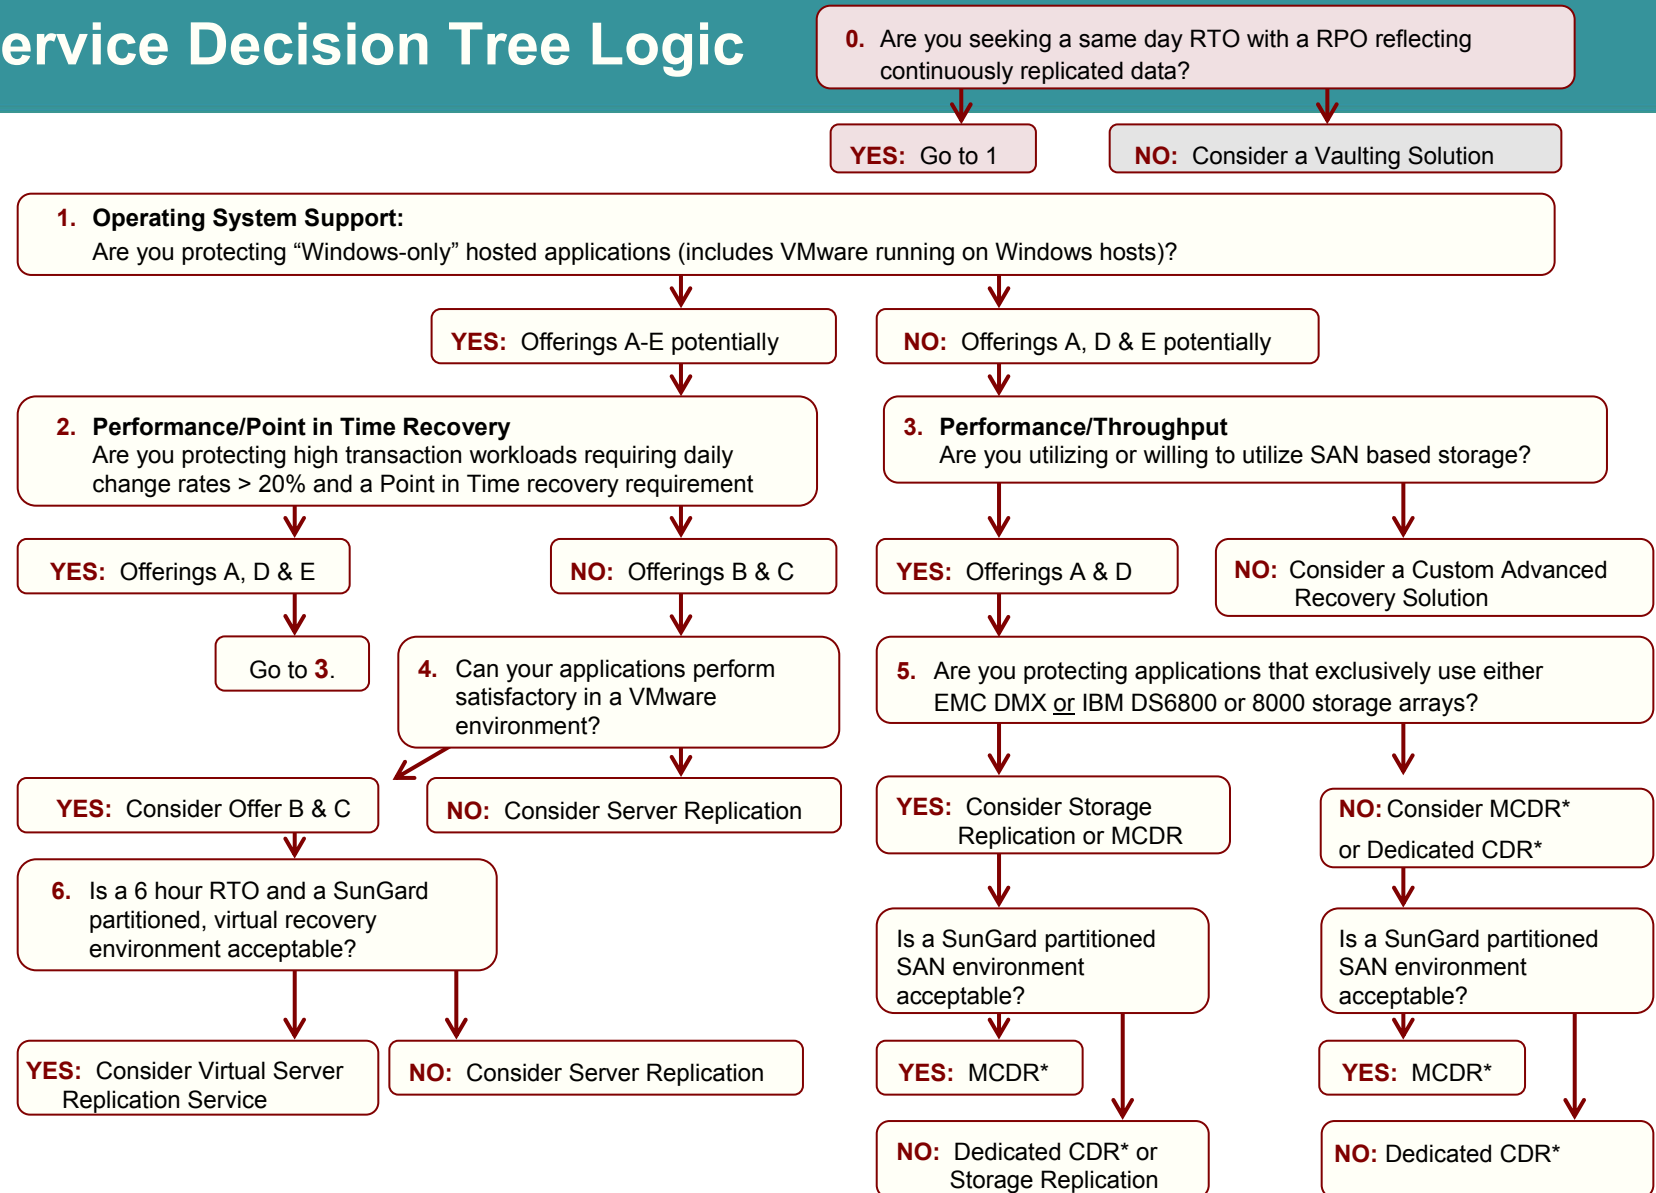 ervice Decision Tree Logic
0. Are you seeking a same day RTO with a RPO reflecting
continuously replicated data?
YES: Go to 1
NO: Consider a Vaulting Solution
1. Operating System Support:
Are you protecting “Windows-only” hosted applications (includes VMware running on Windows hosts)?
YES: Offerings A-E potentially
NO: Offerings A, D & E potentially
2. Performance/Point in Time Recovery
Are you protecting high transaction workloads requiring daily
change rates > 20% and a Point in Time recovery requirement
3. Performance/Throughput
Are you utilizing or willing to utilize SAN based storage?
YES: Offerings A, D & E
NO: Offerings B & C
YES: Offerings A & D
NO: Consider a Custom Advanced
Recovery Solution
Go to 3.
4. Can your applications perform
satisfactory in a VMware
environment?
5. Are you protecting applications that exclusively use either
EMC DMX or IBM DS6800 or 8000 storage arrays?
YES: Consider Offer B & C
NO: Consider Server Replication
YES: Consider Storage
Replication or MCDR
NO: Consider MCDR*
or Dedicated CDR*
6. Is a 6 hour RTO and a SunGard
partitioned, virtual recovery
environment acceptable?
Is a SunGard partitioned
SAN environment
acceptable?
Is a SunGard partitioned
SAN environment
acceptable?
YES: Consider Virtual Server
Replication Service
NO: Consider Server Replication
YES: MCDR*
YES: MCDR*
NO: Dedicated CDR* or
Storage Replication
NO: Dedicated CDR*